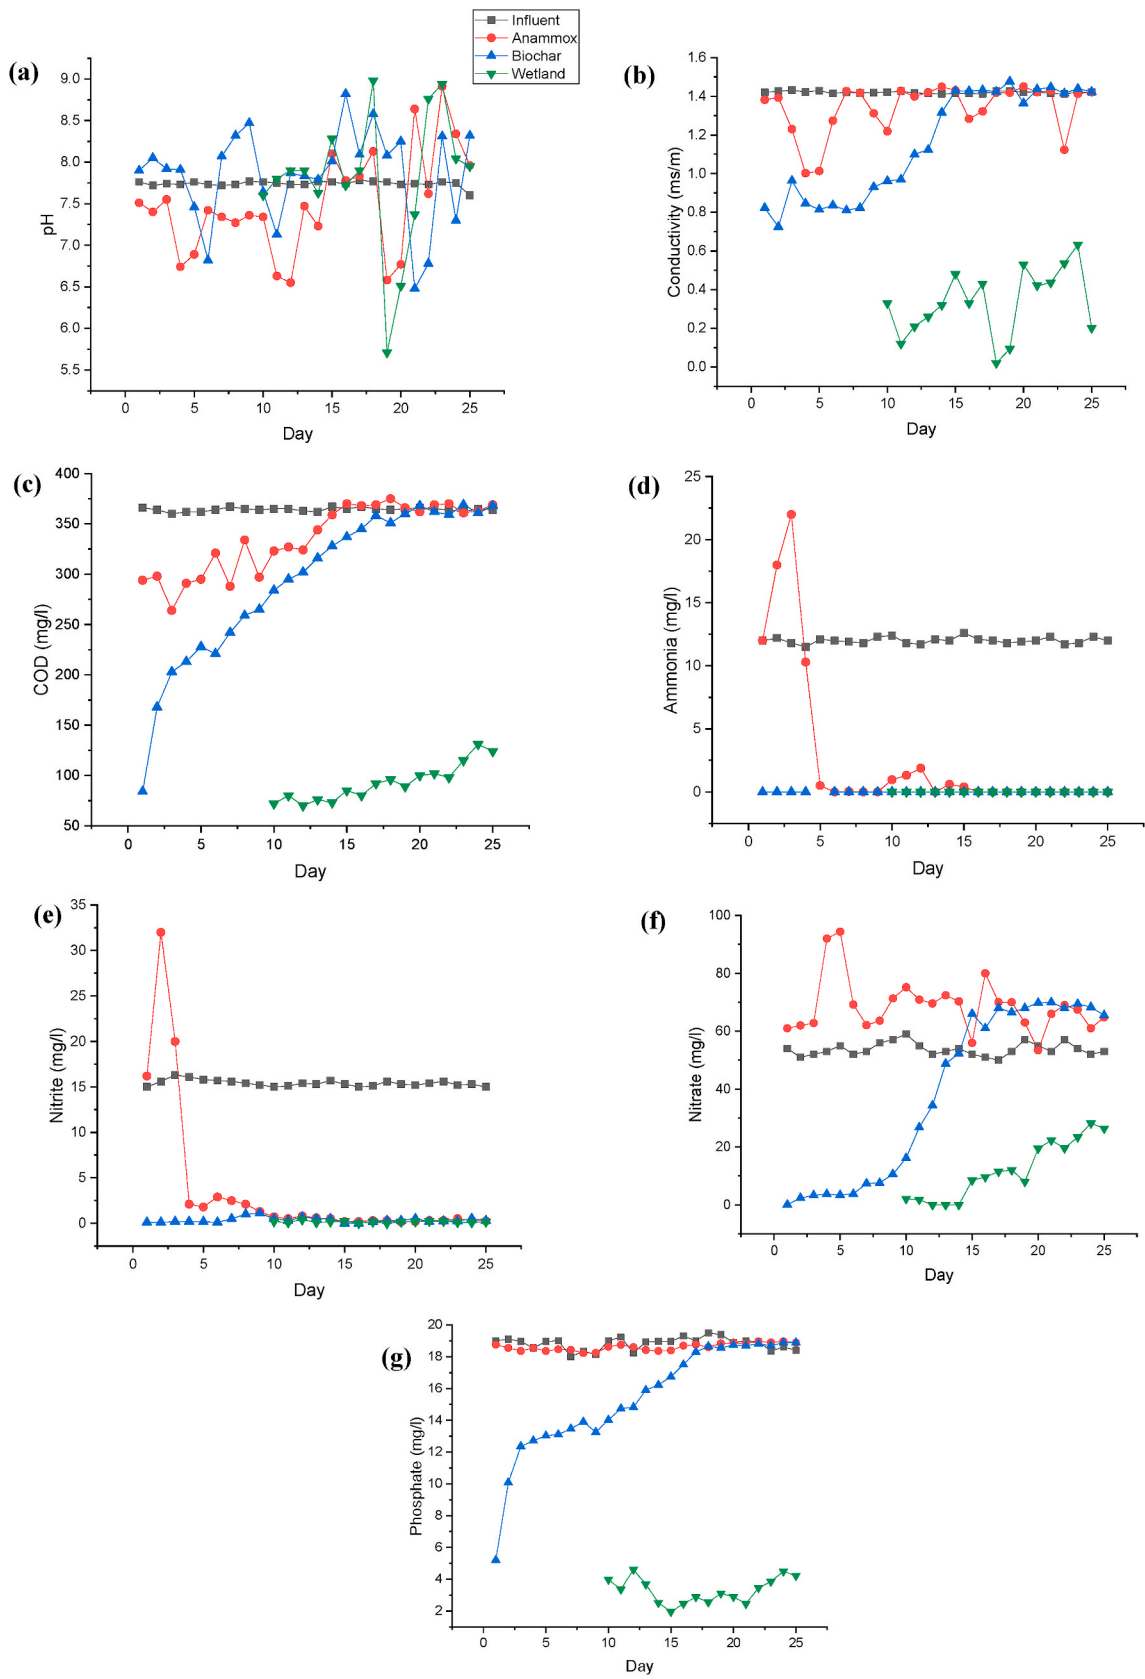 Influent
Anammox
Biochar
Wetland
(a)
9.0
8.5
8.0
7.5
7.0
6.5
6.0
5.5
pH
0 5 10 15 20 25
Day
(b)
1.6
1.4
1.2
1.0
0.8
0.6
0.4
0.2
0.0
Conductivity (ms/m)
0 5 10 15 20 25
Day
(c)
400
350
300
250
200
150
100
50
COD (mg/l)
0 5 10 15 20 25
Day
(d)
25
20
15
10
5
0
Ammonia (mg/l)
0 5 10 15 20 25
Day
(e)
35
30
25
20
15
10
5
0
Nitrite (mg/l)
0 5 10 15 20 25
Day
(f)
100
80
60
40
20
0
Nitrate (mg/l)
0 5 10 15 20 25
Day
(g)
20
18
16
14
12
10
8
6
4
2
Phosphate (mg/l)
0 5 10 15 20 25
Day